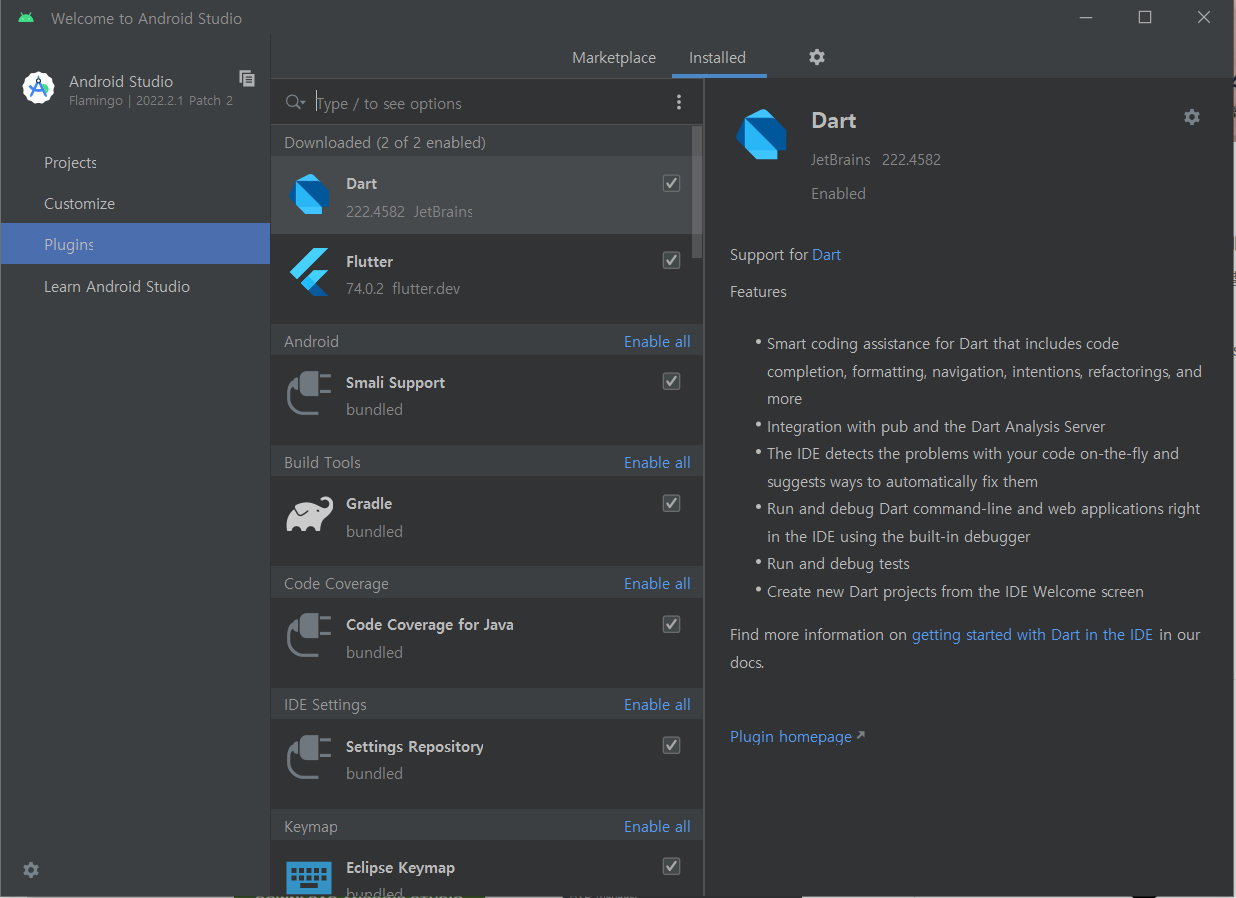 Welcome to Android Studio
Android Studio
Flamingo | 2022.2.1 Patch 2
Projects
Customize
Plugins
Learn Android Studio
Marketplace
Installed
Type / to see options
Downloaded (2 of 2 enabled)
Dart
222.4582 JetBrains
Flutter
74.0.2 flutter.dev
Android
Enable all
Smali Support
bundled
Build Tools
Enable all
Gradle
bundled
Code Coverage
Enable all
Code Coverage for Java
bundled
IDE Settings
Enable all
Settings Repository
bundled
Keymap
Enable all
Eclipse Keymap
bundled
Dart
JetBrains 222.4582
Enabled
Support for Dart
Features
• Smart coding assistance for Dart that includes code
completion, formatting, navigation, intentions, refactorings, and
more
• Integration with pub and the Dart Analysis Server
• The IDE detects the problems with your code on-the-fly and
suggests ways to automatically fix them
• Run and debug Dart command-line and web applications right
in the IDE using the built-in debugger
• Run and debug tests
• Create new Dart projects from the IDE Welcome screen
Find more information on getting started with Dart in the IDE in our
docs.
Plugin homepage